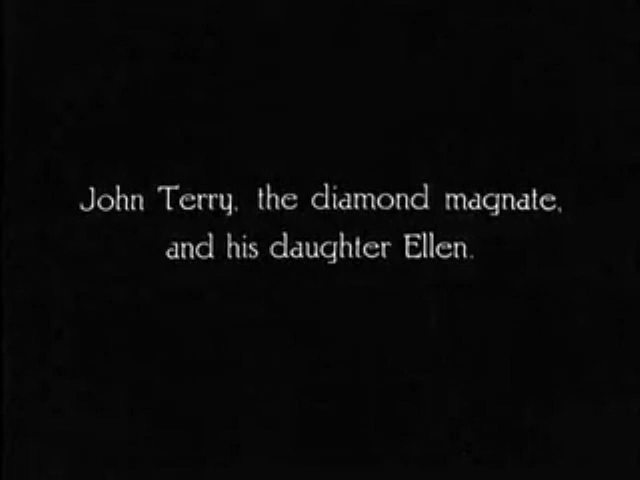 John Terry, the diamond magnate,
and his daughter Ellen.